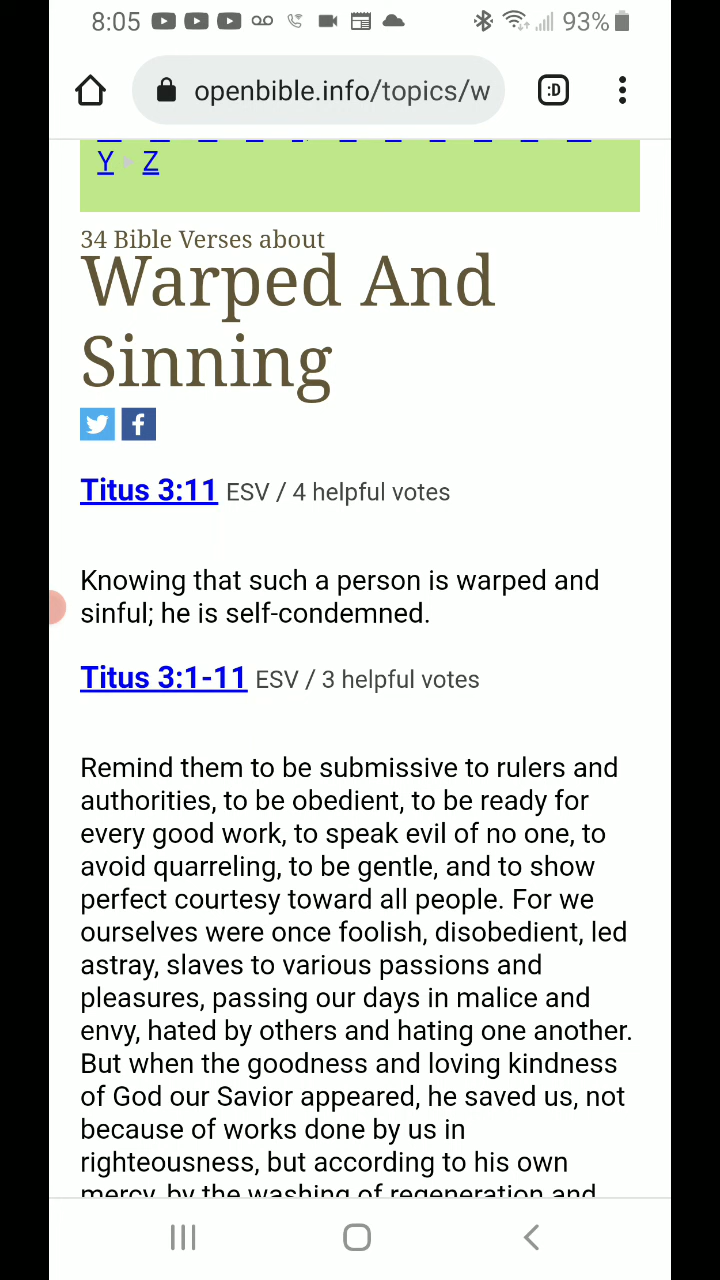 8:05
93%
openbible.info/topics/w
:D
Y Z
34 Bible Verses about
Warped And
Sinning
Titus 3:11 ESV / 4 helpful votes
Knowing that such a person is warped and
sinful; he is self-condemned.
Titus 3:1-11 ESV / 3 helpful votes
Remind them to be submissive to rulers and
authorities, to be obedient, to be ready for
every good work, to speak evil of no one, to
avoid quarreling, to be gentle, and to show
perfect courtesy toward all people. For we
ourselves were once foolish, disobedient, led
astray, slaves to various passions and
pleasures, passing our days in malice and
envy, hated by others and hating one another.
But when the goodness and loving kindness
of God our Savior appeared, he saved us, not
because of works done by us in
righteousness, but according to his own
mercy, by the washing of regeneration and